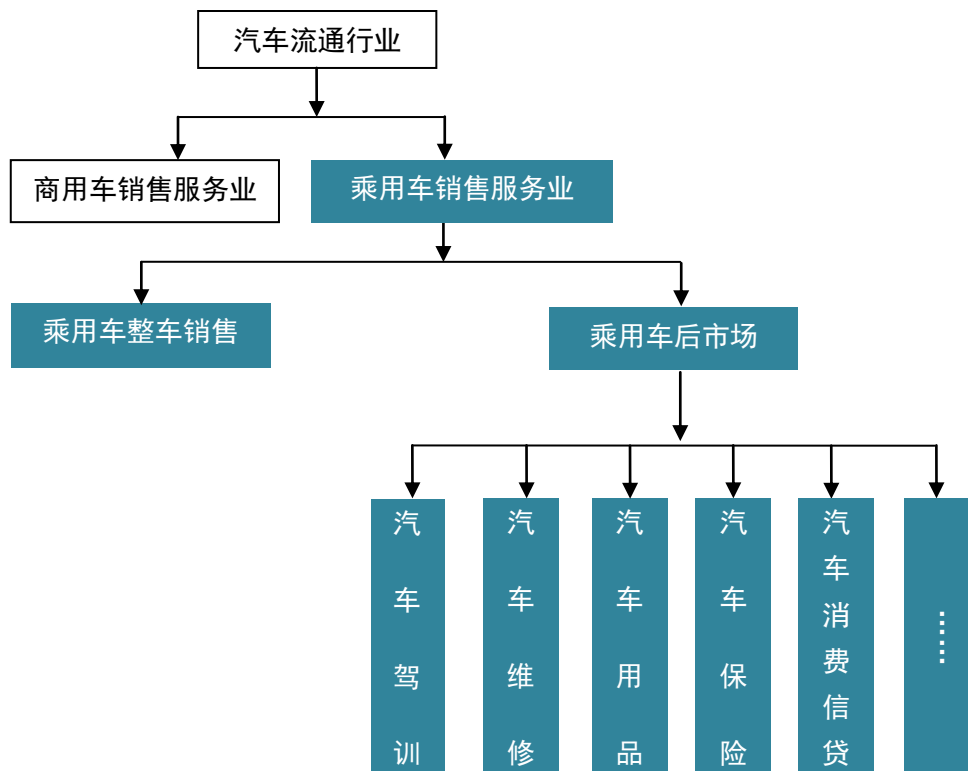 汽车流通行业
商用车销售服务业
乘用车销售服务业
乘用车整车销售
乘用车后市场
汽车驾训
汽车维修
汽车用品
汽车保险
汽车消费信贷
……